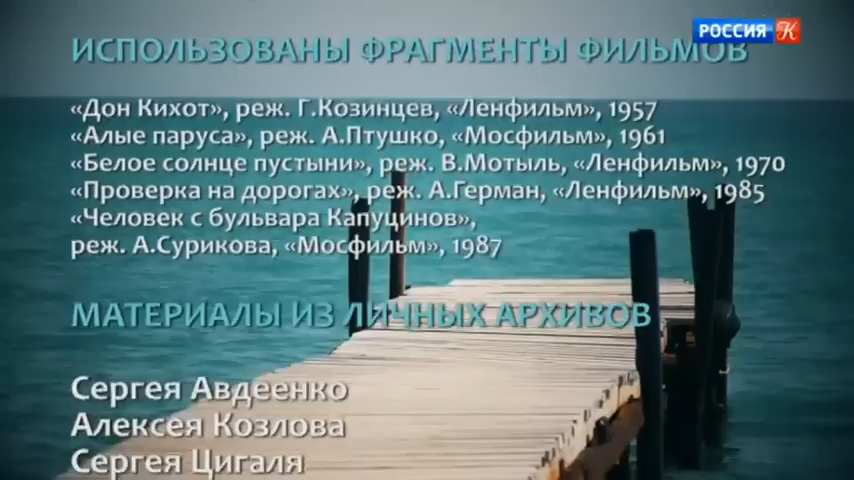 РОССИЯ К
ИСПОЛЬЗОВАНЫ ФРАГМЕНТЫ ФИЛЬМОВ
«Дон Кихот», реж. Г.Козинцев, «Ленфильм», 1957
«Алые паруса», реж. А.Птушко, «Мосфильм», 1961
«Белое солнце пустыни», реж. В.Мотыль, «Ленфильм», 1970
«Проверка на дорогах», реж. А.Герман, «Ленфильм», 1985
«Человек с бульвара Капуцинов»,
реж. А.Сурикова, «Мосфильм», 1987
МАТЕРИАЛЫ ИЗ ЛИЧНЫХ АРХИВОВ
Сергея Авдеенко
Алексея Козлова
Сергея Цигаля